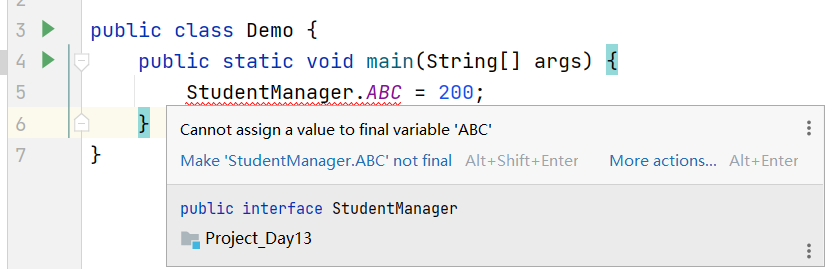 3 public class Demo {
4 public static void main(String[] args) {
5 StudentManager.ABC = 200;
6 }
7 }
Cannot assign a value to final variable 'ABC'
Make 'StudentManager.ABC' not final Alt+Shift+Enter More actions... Alt+Enter
public interface StudentManager
Project_Day13